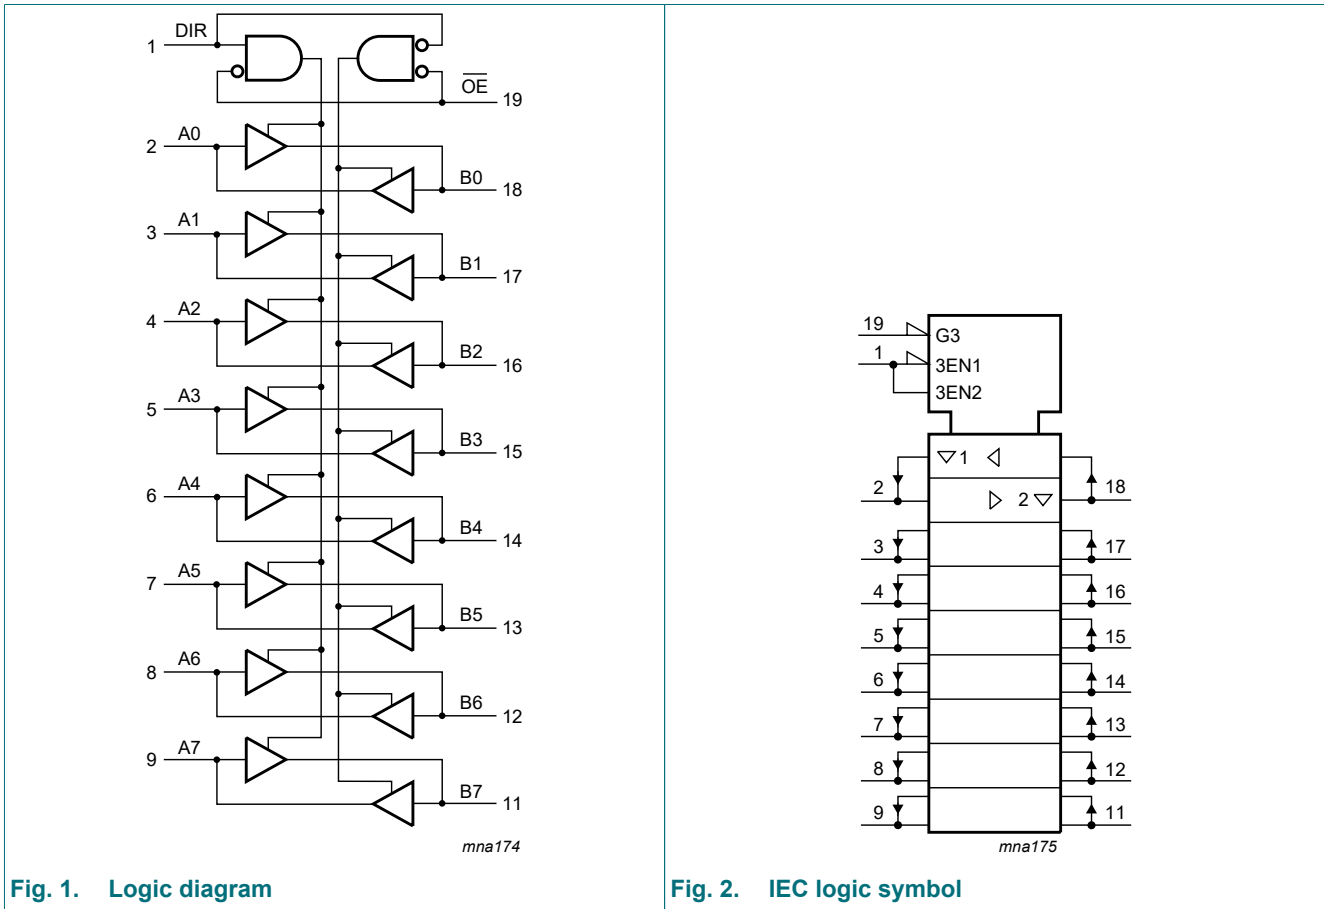 DIR
1
OE
19
A0
2
B0
18
A1
3
B1
17
A2
4
B2
16
A3
5
B3
15
A4
6
B4
14
A5
7
B5
13
A6
8
B6
12
A7
9
B7
11
mna174
Fig. 1. Logic diagram
19
G3
1
3EN1
3EN2
1
2
18
2
3
17
4
16
5
15
6
14
7
13
8
12
9
11
mna175
Fig. 2. IEC logic symbol